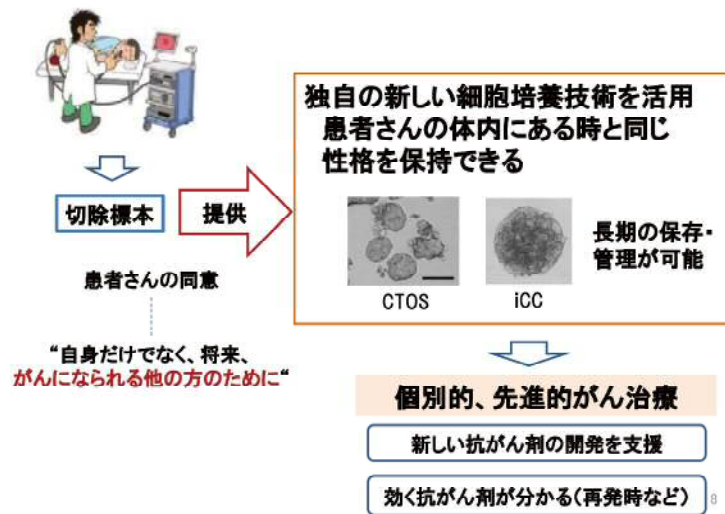 独自の新しい細胞培養技術を活用
患者さんの体内にある時と同じ
性格を保持できる
切除標本
提供
長期の保存・
管理が可能
CTOS
iCC
患者さんの同意
“自身だけでなく、将来、
がんになられる他の方のために“
個別的、先進的がん治療
新しい抗がん剤の開発を支援
効く抗がん剤が分かる(再発時など)
8